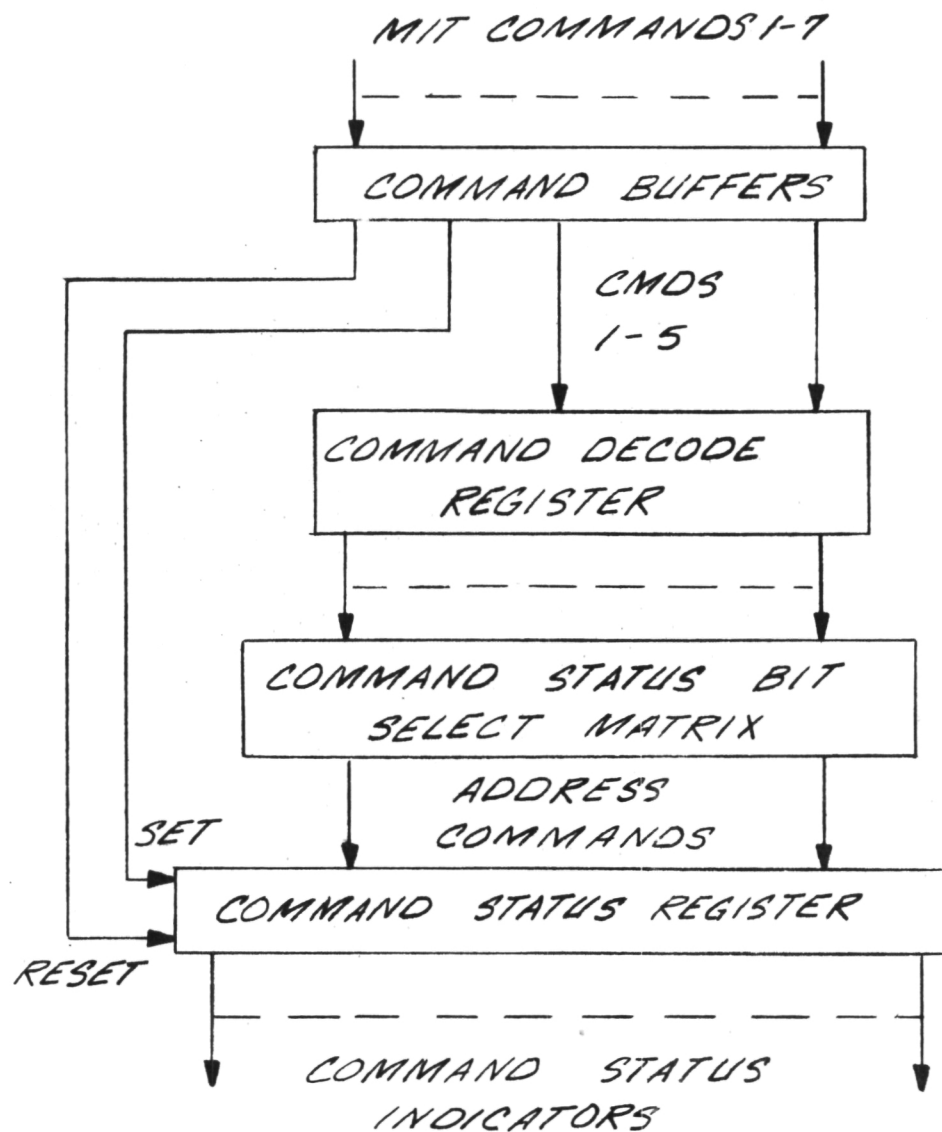 MIT COMMANDS 1-7
COMMAND BUFFERS
CMDS
1-5
COMMAND DECODE
REGISTER
COMMAND STATUS BIT
SELECT MATRIX
ADDRESS
COMMANDS
SET
COMMAND STATUS REGISTER
RESET
COMMAND STATUS
INDICATORS